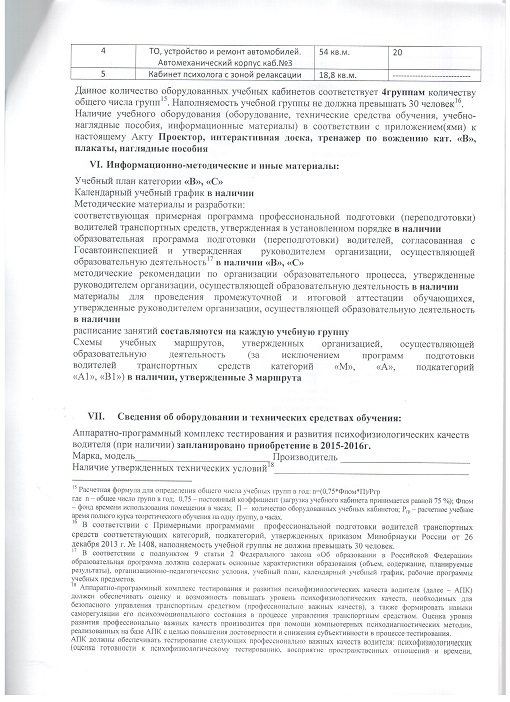 4 ТО, устройство и ремонт автомобилей. 54 кв.м. 20
Автомеханический корпус каб.№3
5 Кабинет психолога с зоной релаксации 18,8 кв.м. ----------------------------
Данное количество оборудованных учебных кабинетов соответствует 4группам количеству
общего числа групп15. Наполняемость учебной группы не должна превышать 30 человек16.
Наличие учебного оборудования (оборудование, технические средства обучения, учебно-
наглядные пособия, информационные материалы) в соответствии с приложением(ями) к
настоящему Акту Проектор, интерактивная доска, тренажер по вождению кат. «В»,
плакаты, наглядные пособия
VI. Информационно-методические и иные материалы:
Учебный план категории «В», «С»
Календарный учебный график в наличии
Методические материалы и разработки:
соответствующая примерная программа профессиональной подготовки (переподготовки)
водителей транспортных средств, утвержденная в установленном порядке в наличии
образовательная программа подготовки (переподготовки) водителей, согласованная с
Госавтоинспекцией и утвержденная руководителем организации, осуществляющей
образовательную деятельность17 в наличии «В», «С»
методические рекомендации по организации образовательного процесса, утвержденные
руководителем организации, осуществляющей образовательную деятельность в наличии
материалы для проведения промежуточной и итоговой аттестации обучающихся,
утвержденные руководителем организации, осуществляющей образовательную деятельность
в наличии
расписание занятий составляются на каждую учебную группу
Схемы учебных маршрутов, утвержденных организацией, осуществляющей
образовательную деятельность (за исключением программ подготовки
водителей транспортных средств категорий «М», «А», подкатегорий
«А1», «В1») в наличии, утвержденные 3 маршрута
VII. Сведения об оборудовании и технических средствах обучения:
Аппаратно-программный комплекс тестирования и развития психофизиологических качеств
водителя (при наличии) запланировано приобретение в 2015-2016г.
Марка, модель____________________ Производитель ____________________
Наличие утвержденных технических условий18____________________
15 Расчетная формула для определения общего числа учебных групп в год: n=(0,75*Фпом*П)/Ргр
где n – общее число групп в год; 0,75 – постоянный коэффициент (загрузка учебного кабинета принимается равной 75 %); Фпом
– фонд времени использования помещения в часах; П – количество оборудованных учебных кабинетов; Ргр – расчетное учебное
время полного курса теоретического обучения на одну группу, в часах.
16 В соответствии с Примерными программами профессиональной подготовки водителей транспортных
средств соответствующих категорий, подкатегорий, утвержденных приказом Минобрнауки России от 26
декабря 2013 г. № 1408, наполняемость учебной группы не должна превышать 30 человек.
17 В соответствии с подпунктом 9 статьи 2 Федерального закона «Об образовании в Российской Федерации»
образовательная программа должна содержать основные характеристики образования (объем, содержание, планируемые
результаты), организационно-педагогические условия, учебный план, календарный учебный график, рабочие программы
учебных предметов.
18 Аппаратно-программный комплекс тестирования и развития психофизиологических качеств водителя (далее – АПК)
должен обеспечивать оценку и возможность повышать уровень психофизиологических качеств, необходимых для
безопасного управления транспортным средством (профессионально важных качеств), а также формировать навыки
саморегуляции его психоэмоционального состояния в процессе управления транспортным средством. Оценка уровня
развития профессионально важных качеств производится при помощи компьютерных психодиагностических методик,
реализованных на базе АПК с целью повышения достоверности и снижения субъективности в процессе тестирования.
АПК должны обеспечивать тестирование следующих профессионально важных качеств водителя: психофизиологических
(оценка готовности к психофизиологическому тестированию, восприятие пространственных отношений и времени,